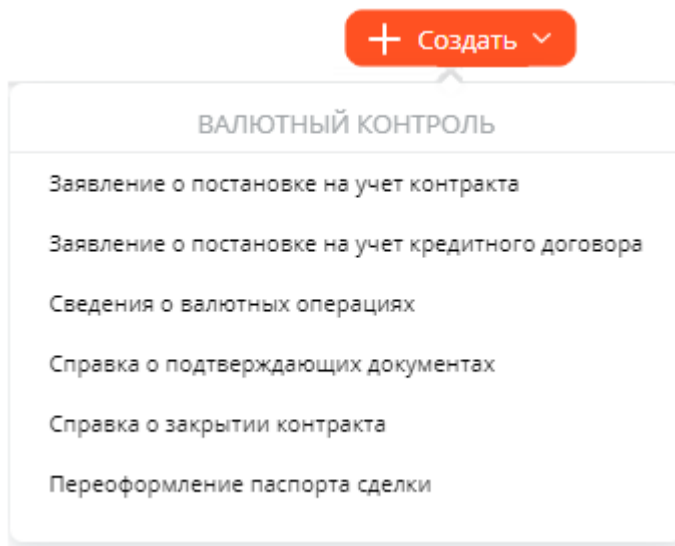 Создать
ВАЛЮТНЫЙ КОНТРОЛЬ
Заявление о постановке на учет контракта
Заявление о постановке на учет кредитного договора
Сведения о валютных операциях
Справка о подтверждающих документах
Справка о закрытии контракта
Переоформление паспорта сделки